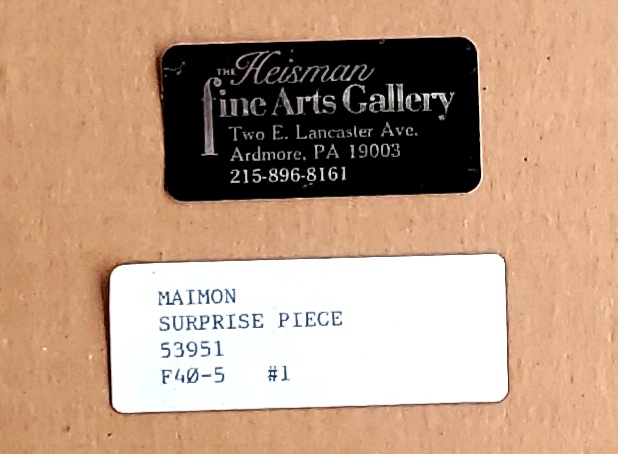 THE Heisman
fine Arts Gallery
Two E. Lancaster Ave.
Ardmore, PA 19003
215-896-8161
MAIMON
SURPRISE PIECE
53951
F40-5 #1